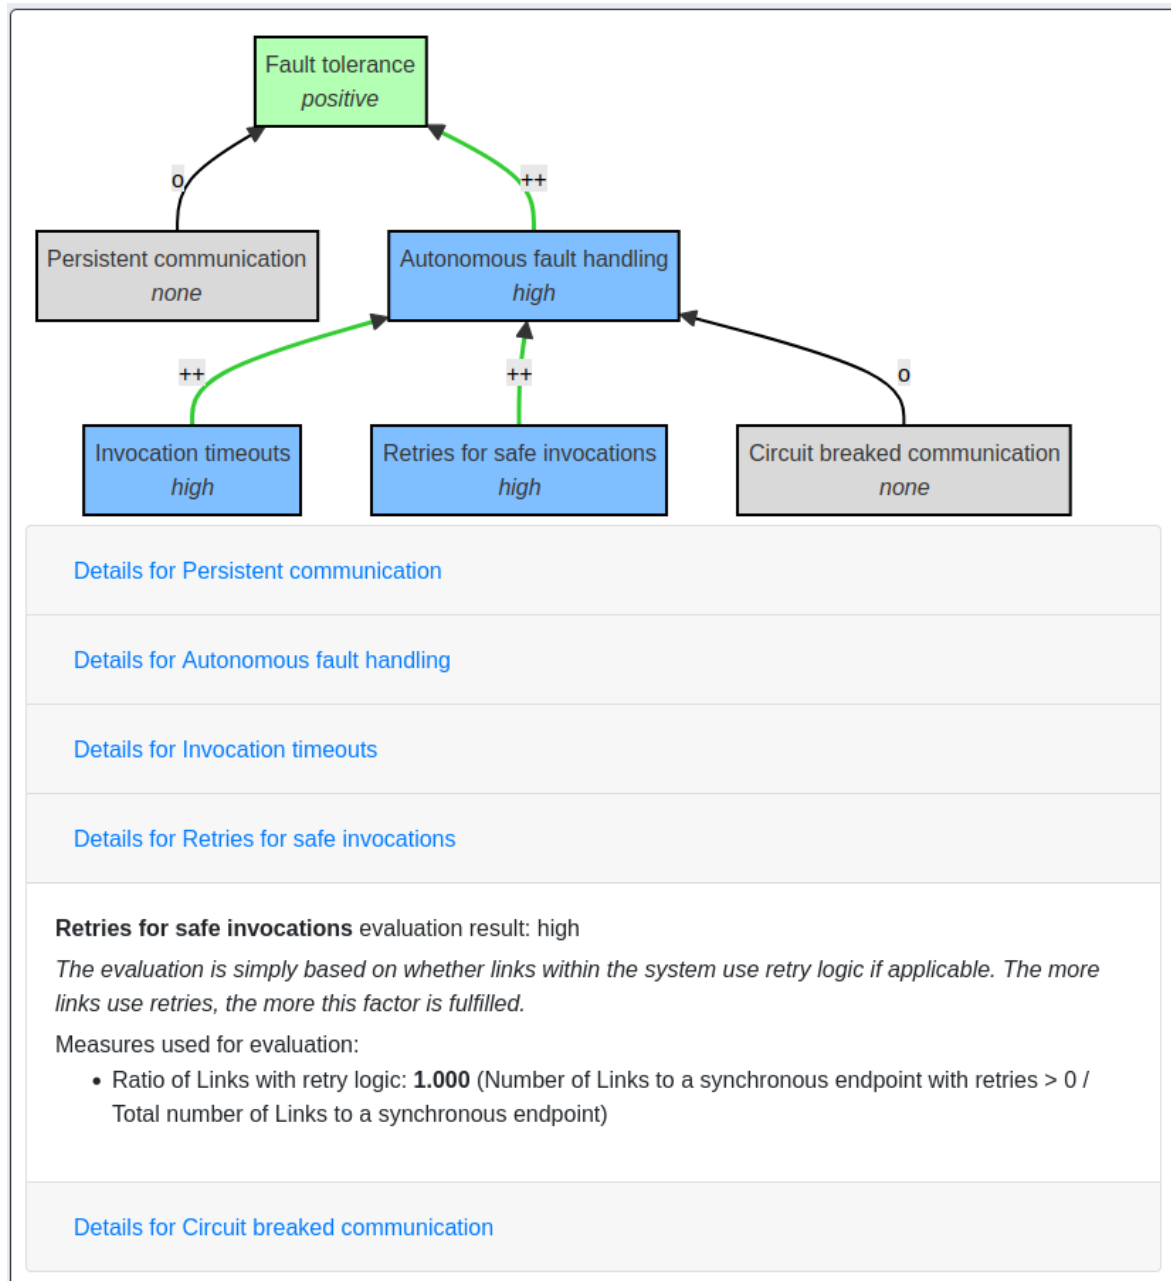 Fault tolerance
positive
o
++
Persistent communication
none
Autonomous fault handling
high
++
++
o
Invocation timeouts
high
Retries for safe invocations
high
Circuit breaked communication
none
Details for Persistent communication
Details for Autonomous fault handling
Details for Invocation timeouts
Details for Retries for safe invocations
Retries for safe invocations evaluation result: high
The evaluation is simply based on whether links within the system use retry logic if applicable. The more
links use retries, the more this factor is fulfilled.
Measures used for evaluation:
• Ratio of Links with retry logic: 1.000 (Number of Links to a synchronous endpoint with retries > 0 /
Total number of Links to a synchronous endpoint)
Details for Circuit breaked communication